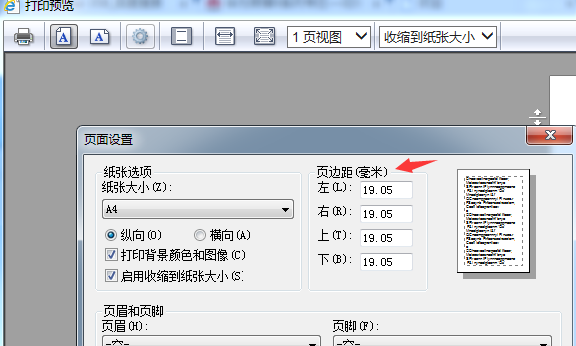 打印预览
A
A
1 页视图
收缩到纸张大小
页面设置
纸张选项
纸张大小(Z):
A4
纵向(O)
横向(A)
打印背景颜色和图像(C)
启用收缩到纸张大小(S)
页边距(毫米)
左(L): 19.05
右(R): 19.05
上(T): 19.05
下(B): 19.05
页眉和页脚
页眉(H):
页脚(F):
-空-
-空-